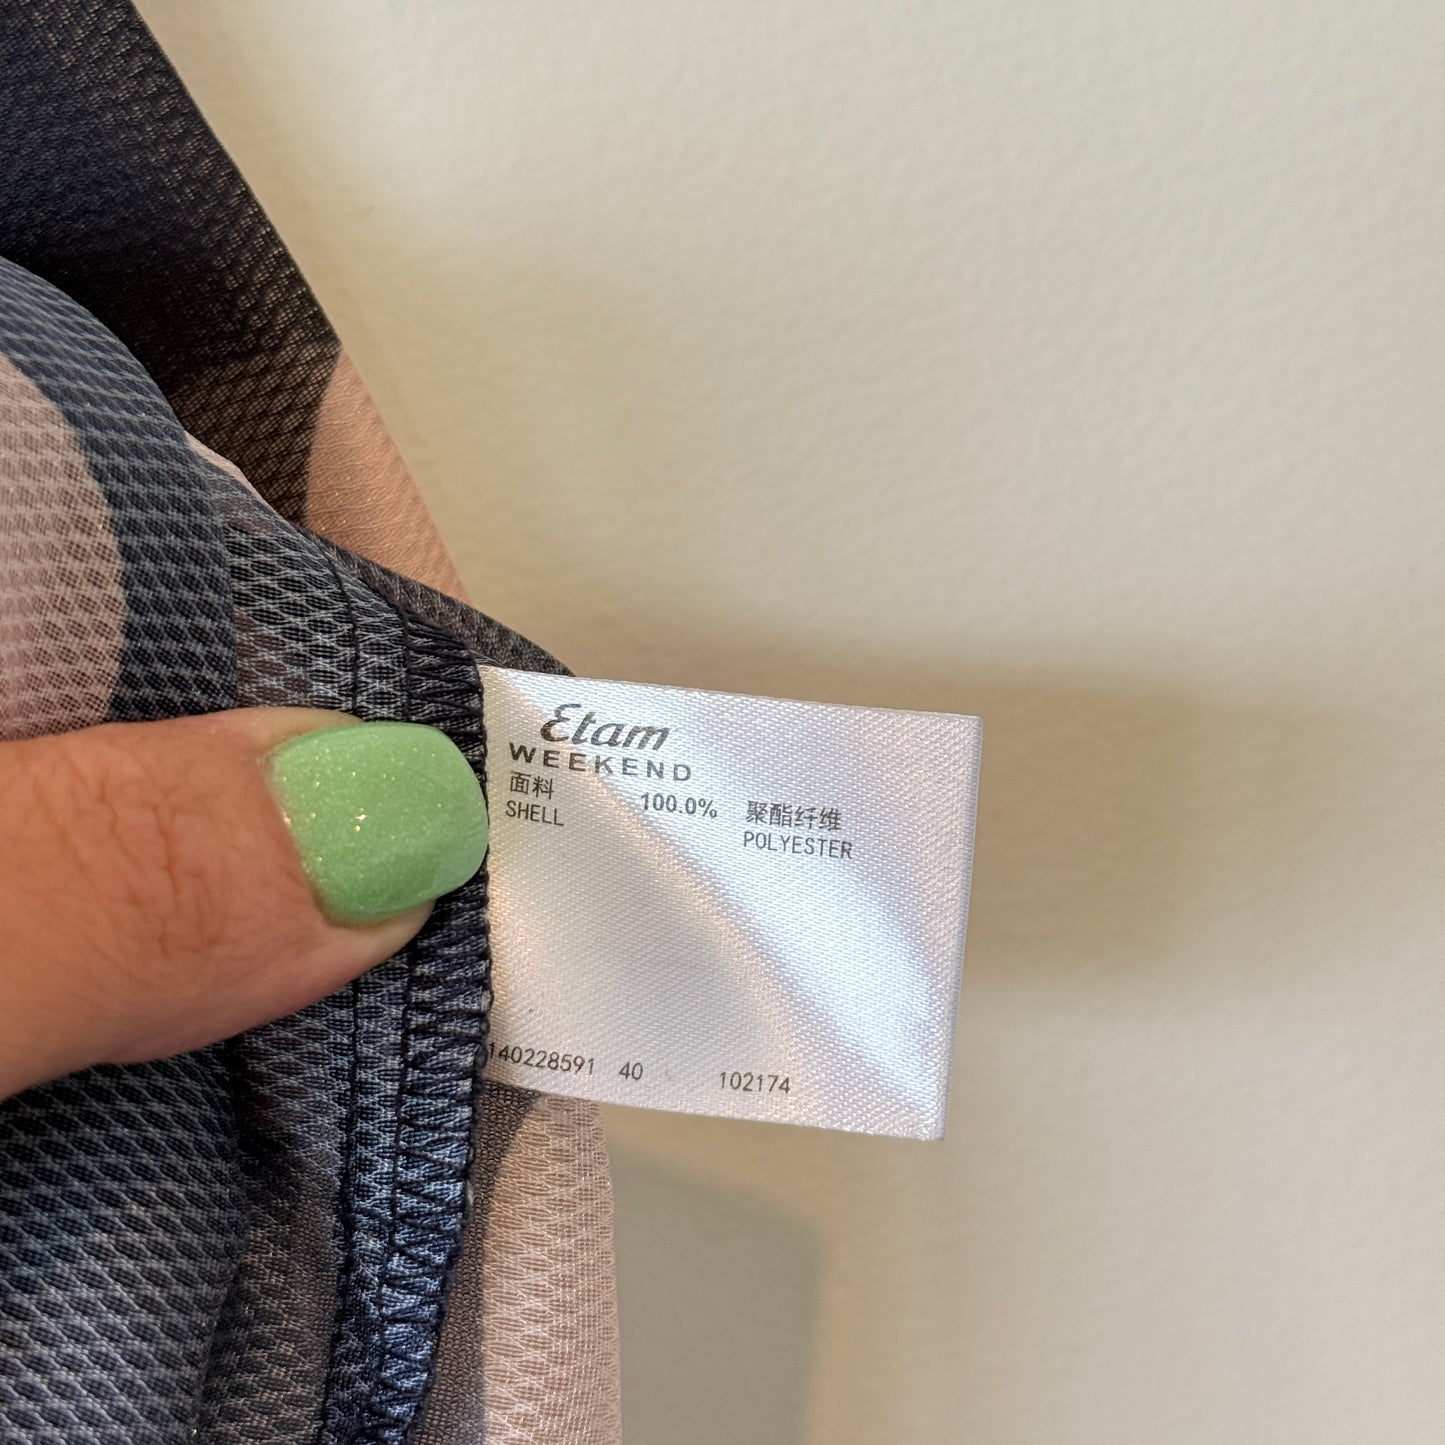 Etam
WEEKEND
面料 100.0% 聚酯纤维
SHELL POLYESTER
140228591 40 102174